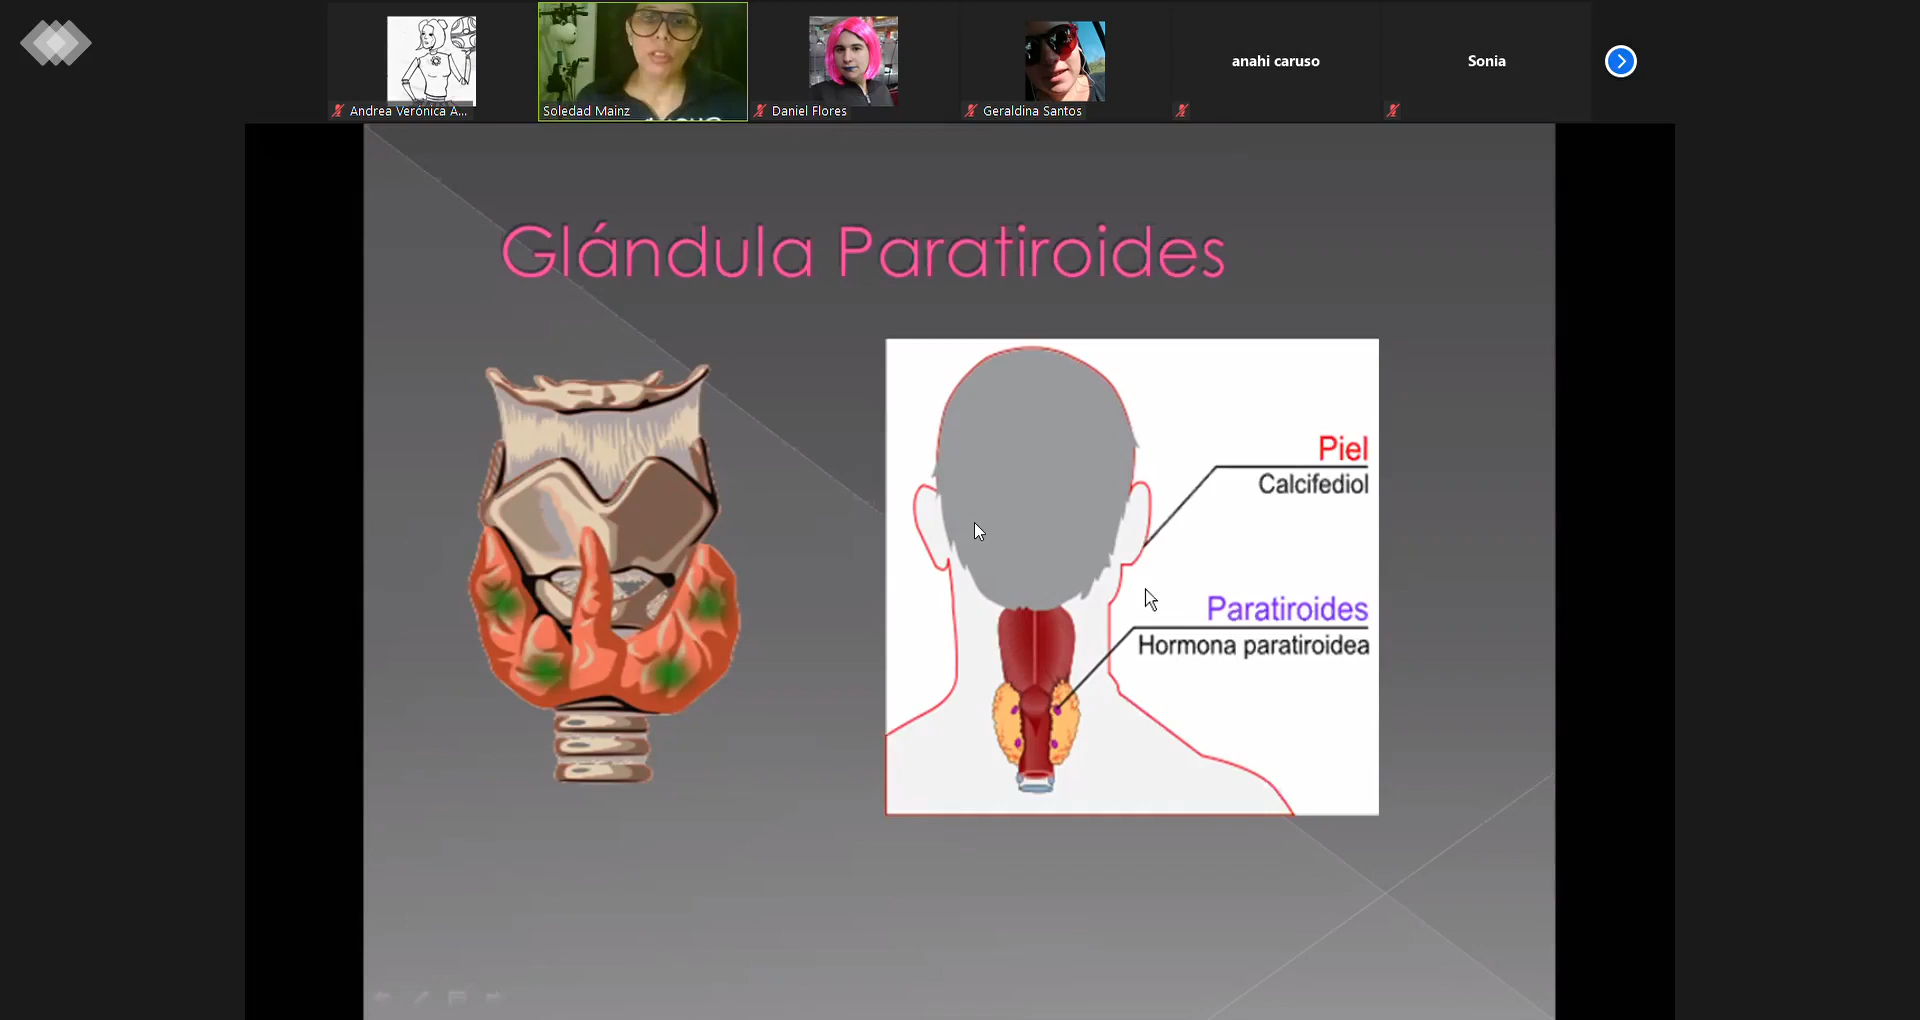 Andrea Verónica A...
Soledad Mainz
Daniel Flores
Geraldina Santos
anahi caruso
Sonia
Glándula Paratiroides
Piel
Calcifediol
Paratiroides
Hormona paratiroidea